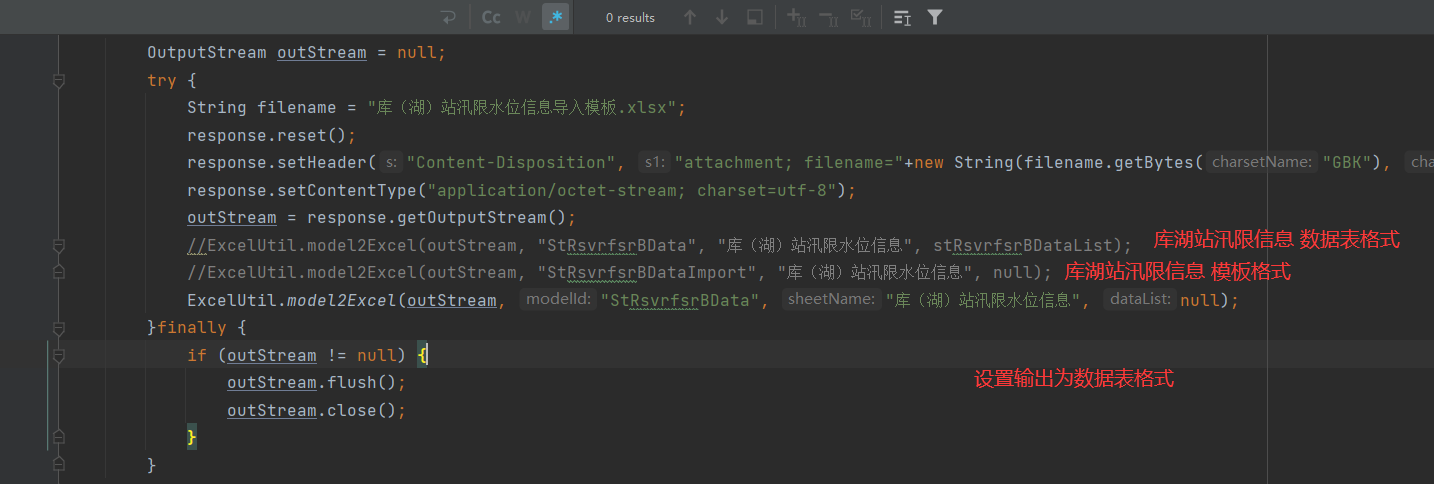 Cc W .* 0 results
OutputStream outStream = null;
try {
String filename = "库（湖）站汛限水位信息导入模板.xlsx";
response.reset();
response.setHeader( s: "Content-Disposition", s1: "attachment; filename="+new String(filename.getBytes( charsetName: "GBK"), cha
response.setContentType("application/octet-stream; charset=utf-8");
outStream = response.getOutputStream();
//ExcelUtil.model2Excel(outStream, "StRsvrfsrBData", "库（湖）站汛限水位信息", stRsvrfsrBDataList); 库湖站汛限信息 数据表格式
//ExcelUtil.model2Excel(outStream, "StRsvrfsrBDataImport", "库（湖）站汛限水位信息", null); 库湖站汛限信息 模板格式
ExcelUtil.model2Excel(outStream, modelId: "StRsvrfsrBData", sheetName: "库（湖）站汛限水位信息", dataList: null);
}finally {
if (outStream != null) {
设置输出为数据表格式
outStream.flush();
outStream.close();
}
}